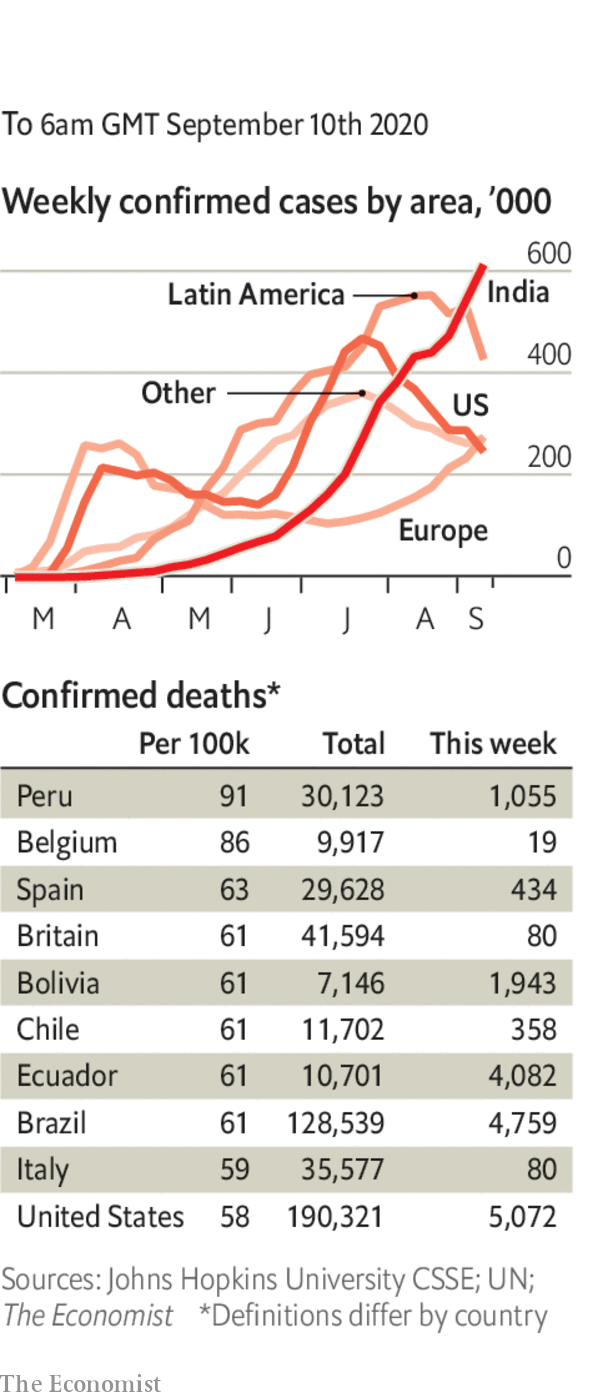 To 6am GMT September 10th 2020
Weekly confirmed cases by area, ’000
600
Latin America
India
400
Other
US
200
Europe
0
M A M J J A S
Confirmed deaths*
Per 100k Total This week
Peru 91 30,123 1,055
Belgium 86 9,917 19
Spain 63 29,628 434
Britain 61 41,594 80
Bolivia 61 7,146 1,943
Chile 61 11,702 358
Ecuador 61 10,701 4,082
Brazil 61 128,539 4,759
Italy 59 35,577 80
United States 58 190,321 5,072
Sources: Johns Hopkins University CSSE; UN;
The Economist *Definitions differ by country
The Economist